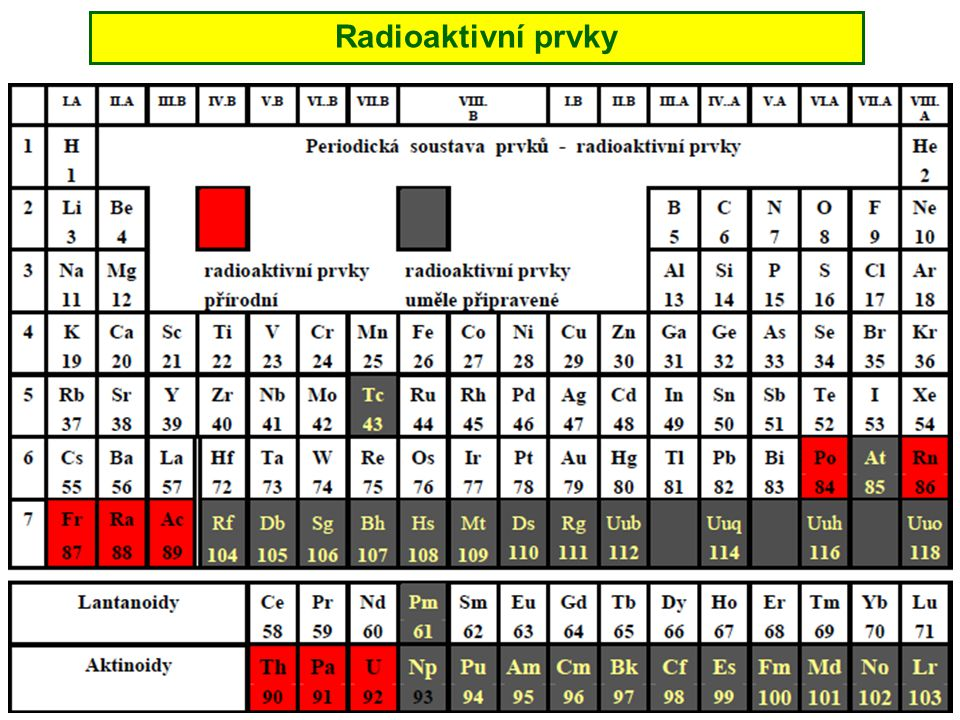 Radioaktivní prvky
I.A II.A III.B IV.B V.B VI..B VII.B VIII. B I.B II.B III.A IV..A V.A VI.A VII.A VIII. A
1 H Periodická soustava prvků - radioaktivní prvky He
1 2
2 Li Be B C N O F Ne
3 4 5 6 7 8 9 10
3 Na Mg radioaktivní prvky radioaktivní prvky Al Si P S Cl Ar
11 12 přírodní uměle připravené 13 14 15 16 17 18
4 K Ca Sc Ti V Cr Mn Fe Co Ni Cu Zn Ga Ge As Se Br Kr
19 20 21 22 23 24 25 26 27 28 29 30 31 32 33 34 35 36
5 Rb Sr Y Zr Nb Mo Tc Ru Rh Pd Ag Cd In Sn Sb Te I Xe
37 38 39 40 41 42 43 44 45 46 47 48 49 50 51 52 53 54
6 Cs Ba La Hf Ta W Re Os Ir Pt Au Hg Tl Pb Bi Po At Rn
55 56 57 72 73 74 75 76 77 78 79 80 81 82 83 84 85 86
7 Fr Ra Ac Rf Db Sg Bh Hs Mt Ds Rg Uub Uuq Uuh Uuo
87 88 89 104 105 106 107 108 109 110 111 112 114 116 118
Lantanoidy Ce Pr Nd Pm Sm Eu Gd Tb Dy Ho Er Tm Yb Lu
58 59 60 61 62 63 64 65 66 67 68 69 70 71
Aktinoidy Th Pa U Np Pu Am Cm Bk Cf Es Fm Md No Lr
90 91 92 93 94 95 96 97 98 99 100 101 102 103